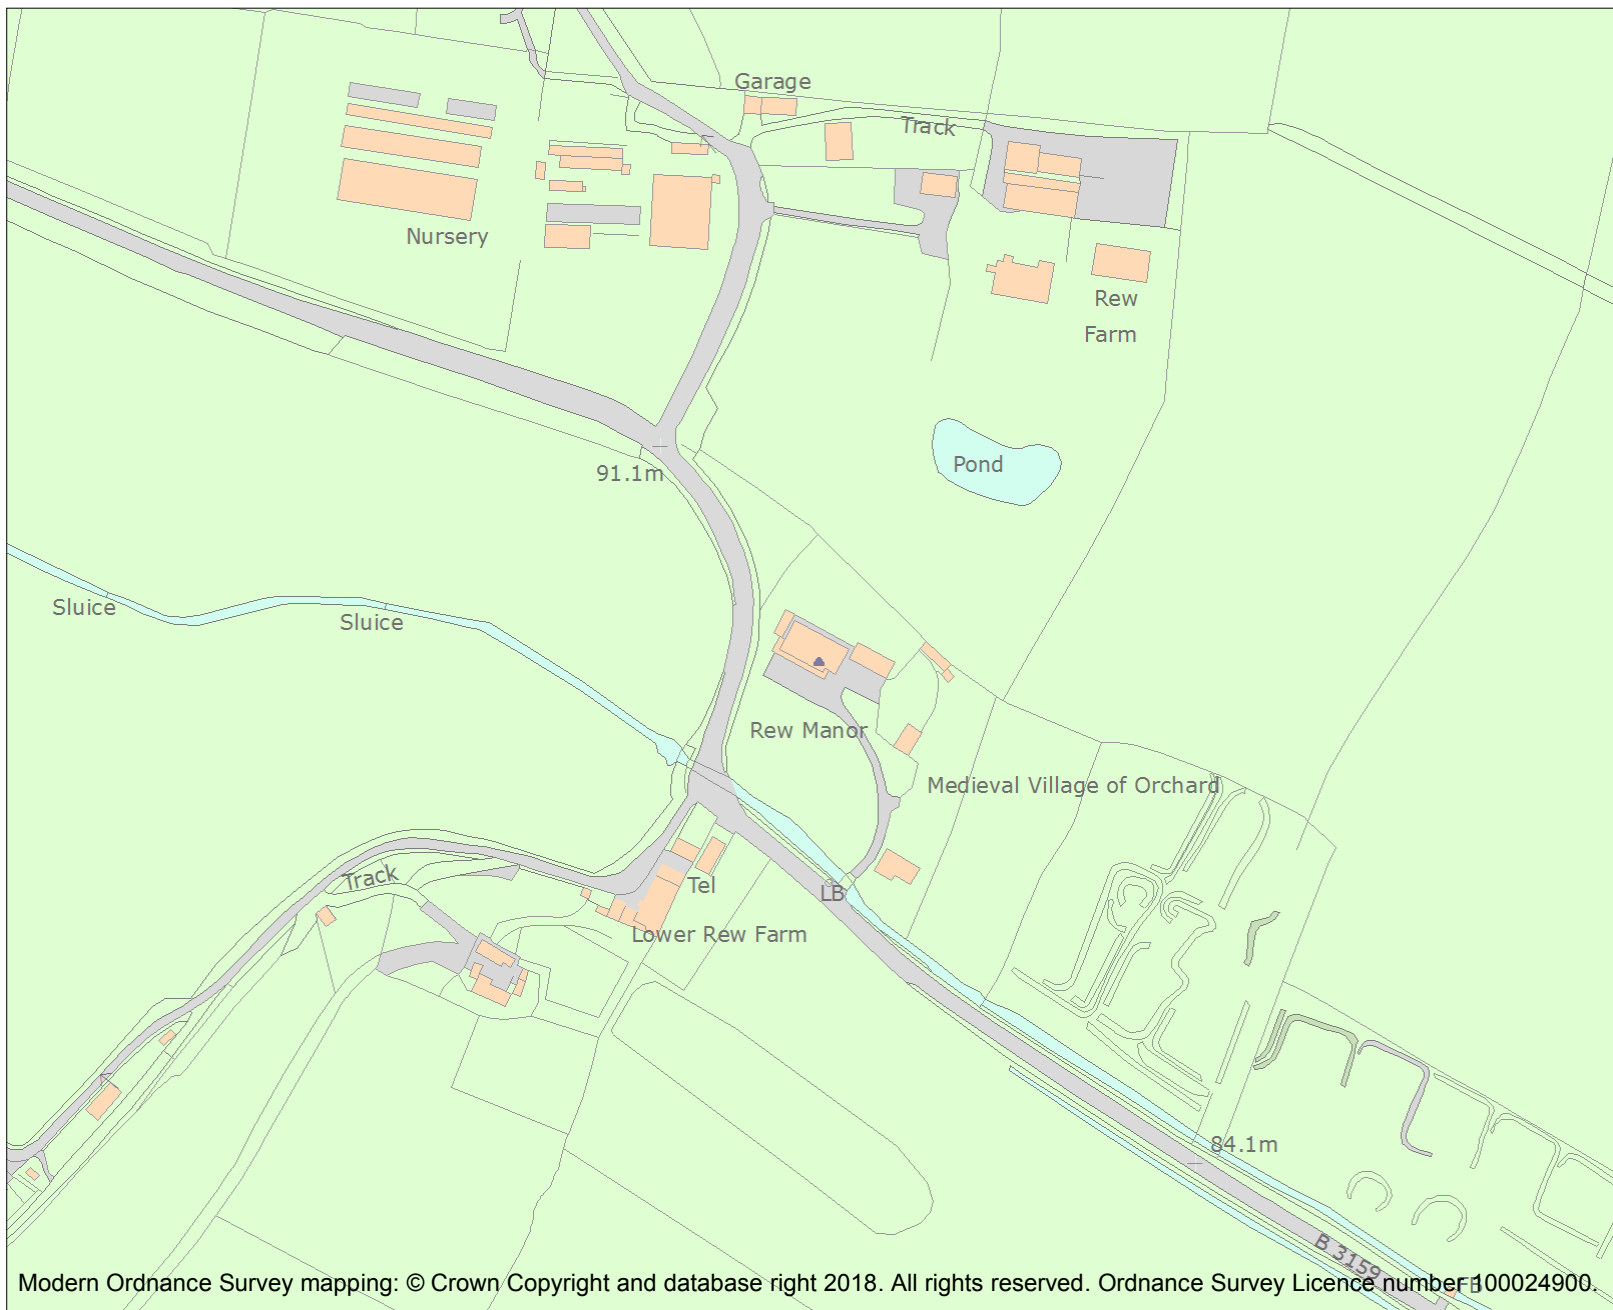 Garage
Track
Nursery
Rew
Farm
Pond
91.1m
Sluice
Sluice
Rew Manor
Medieval Village of Orchard
Track
Tel
LB
Lower Rew Farm
84.1m
B 3159
FB
Modern Ordnance Survey mapping: © Crown Copyright and database right 2018. All rights reserved. Ordnance Survey Licence number 100024900.